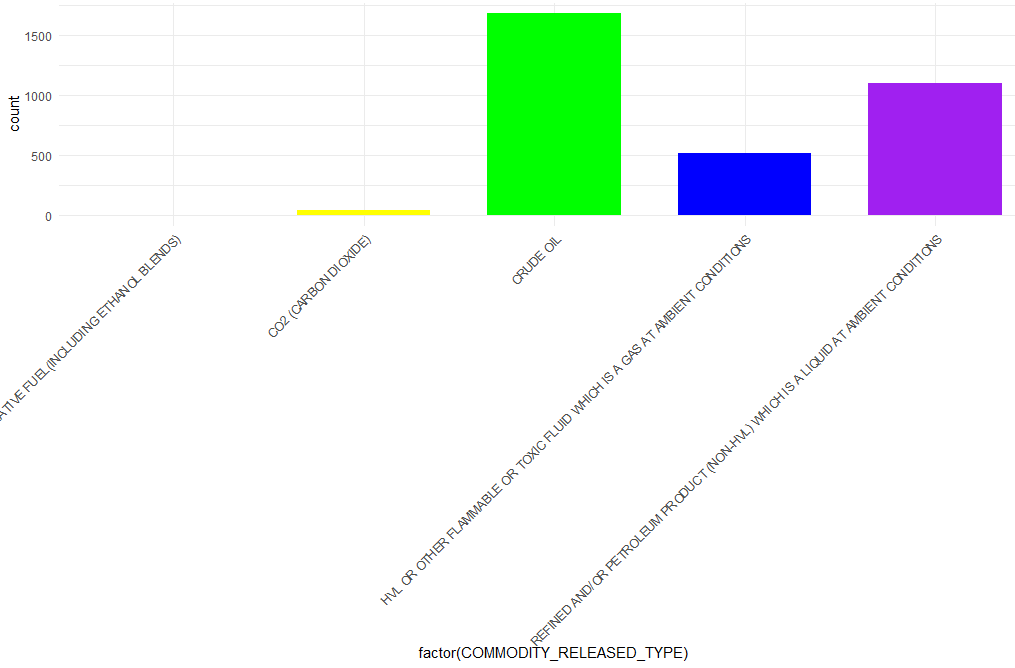 1500
1000
500
0
count
ATIVE FUEL (INCLUDING ETHANOL BLENDS)
CO2 (CARBON DIOXIDE)
CRUDE OIL
HVL OR OTHER FLAMMABLE OR TOXIC FLUID WHICH IS A GAS AT AMBIENT CONDITIONS
REFINED AND/OR PETROLEUM PRODUCT (NON-HVL) WHICH IS A LIQUID AT AMBIENT CONDITIONS
factor(COMMODITY_RELEASED_TYPE)